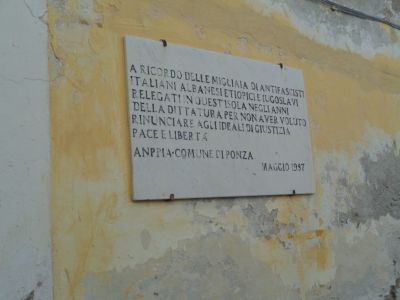 A RICORDO DELLE MIGLIAIA DI ANTIFASCISTI
ITALIANI ALBANESI ETIOPICI E JUGOSLAVI
RELEGATI IN QUEST'ISOLA NEGLI ANNI
DELLA DITTATURA PER NON AVER VOLUTO
RINUNCIARE AGLI IDEALI DI GIUSTIZIA
PACE E LIBERTÀ
ANPPIA-COMUNE DI PONZA
MAGGIO 1997